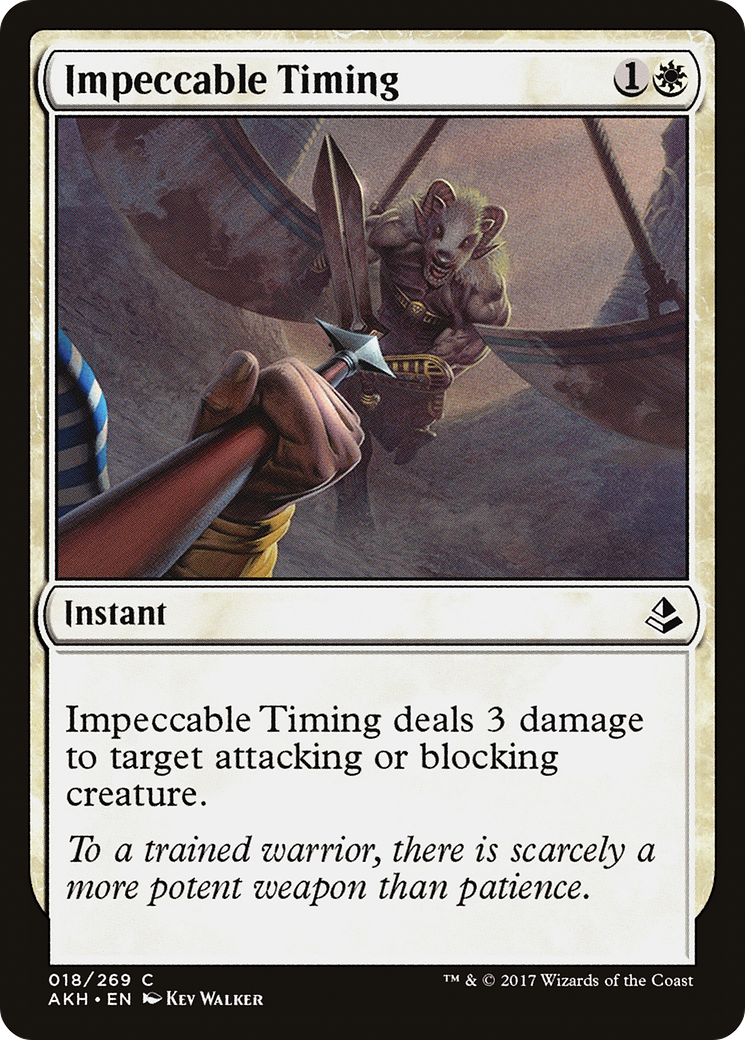 Impeccable Timing 1
Instant
Impeccable Timing deals 3 damage
to target attacking or blocking
creature.
To a trained warrior, there is scarcely a
more potent weapon than patience.
018/269 C
™ & © 2017 Wizards of the Coast
AKH • EN Kev Walker